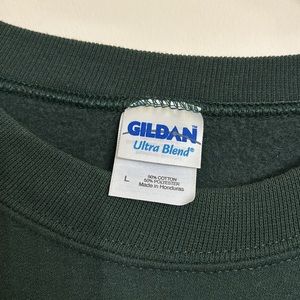 GILDAN
Ultra Blend®
50% COTTON
50% POLYESTER
L Made in Honduras